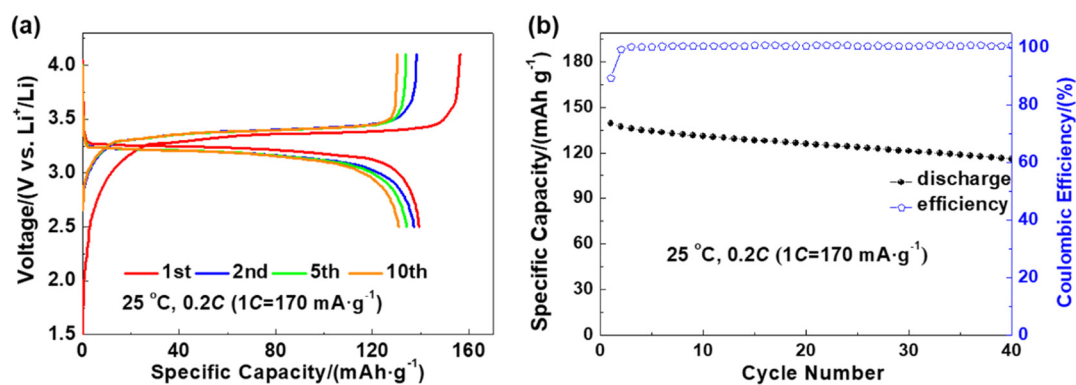 (a)
Voltage/(V vs. Li⁺/Li)
4.0
3.5
3.0
2.5
2.0
1.5
1st 2nd 5th 10th
25 °C, 0.2C (1C=170 mA·g⁻¹)
0 40 80 120 160
Specific Capacity/(mAh·g⁻¹)
(b)
Specific Capacity/(mAh g⁻¹)
180
150
120
90
60
30
0
discharge
efficiency
25 °C, 0.2C (1C=170 mA·g⁻¹)
0 10 20 30 40
Cycle Number
100
80
60
40
20
0
Coulombic Efficiency/(%)